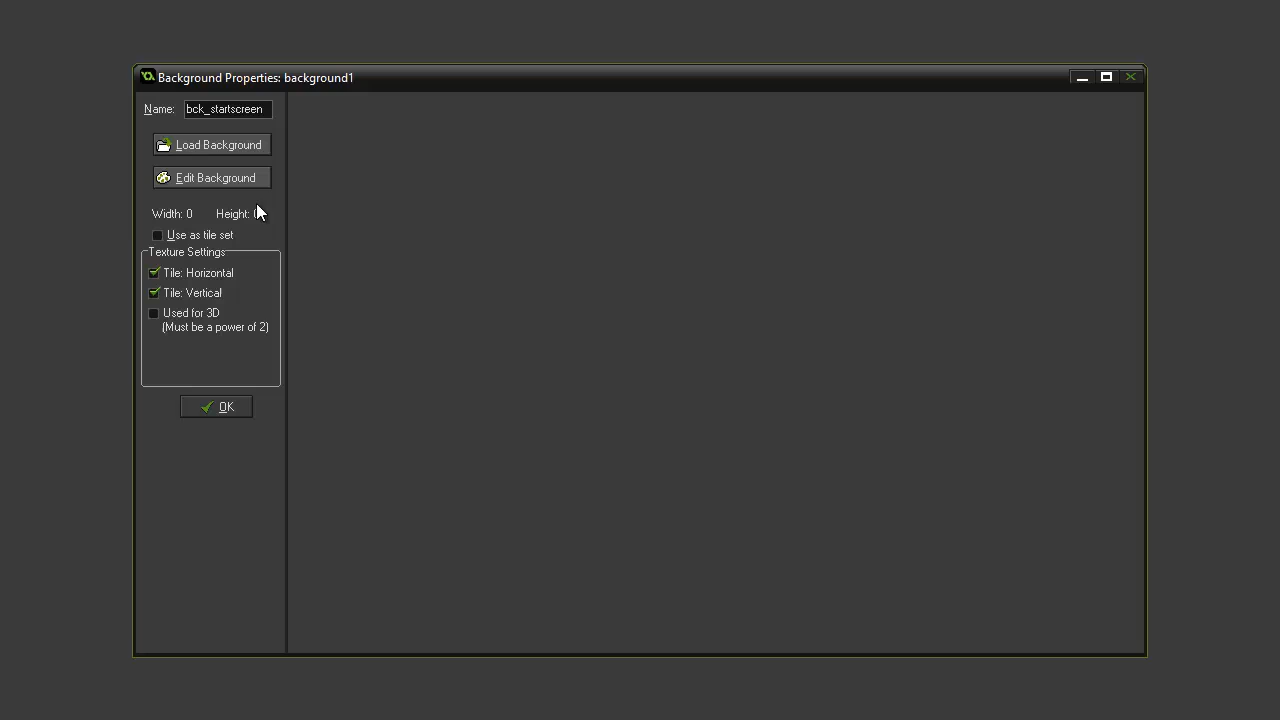 Background Properties: background1
Name: bck_startscreen
Load Background
Edit Background
Width: 0 Height:
Use as tile set
Texture Settings
Tile: Horizontal
Tile: Vertical
Used for 3D
(Must be a power of 2)
OK